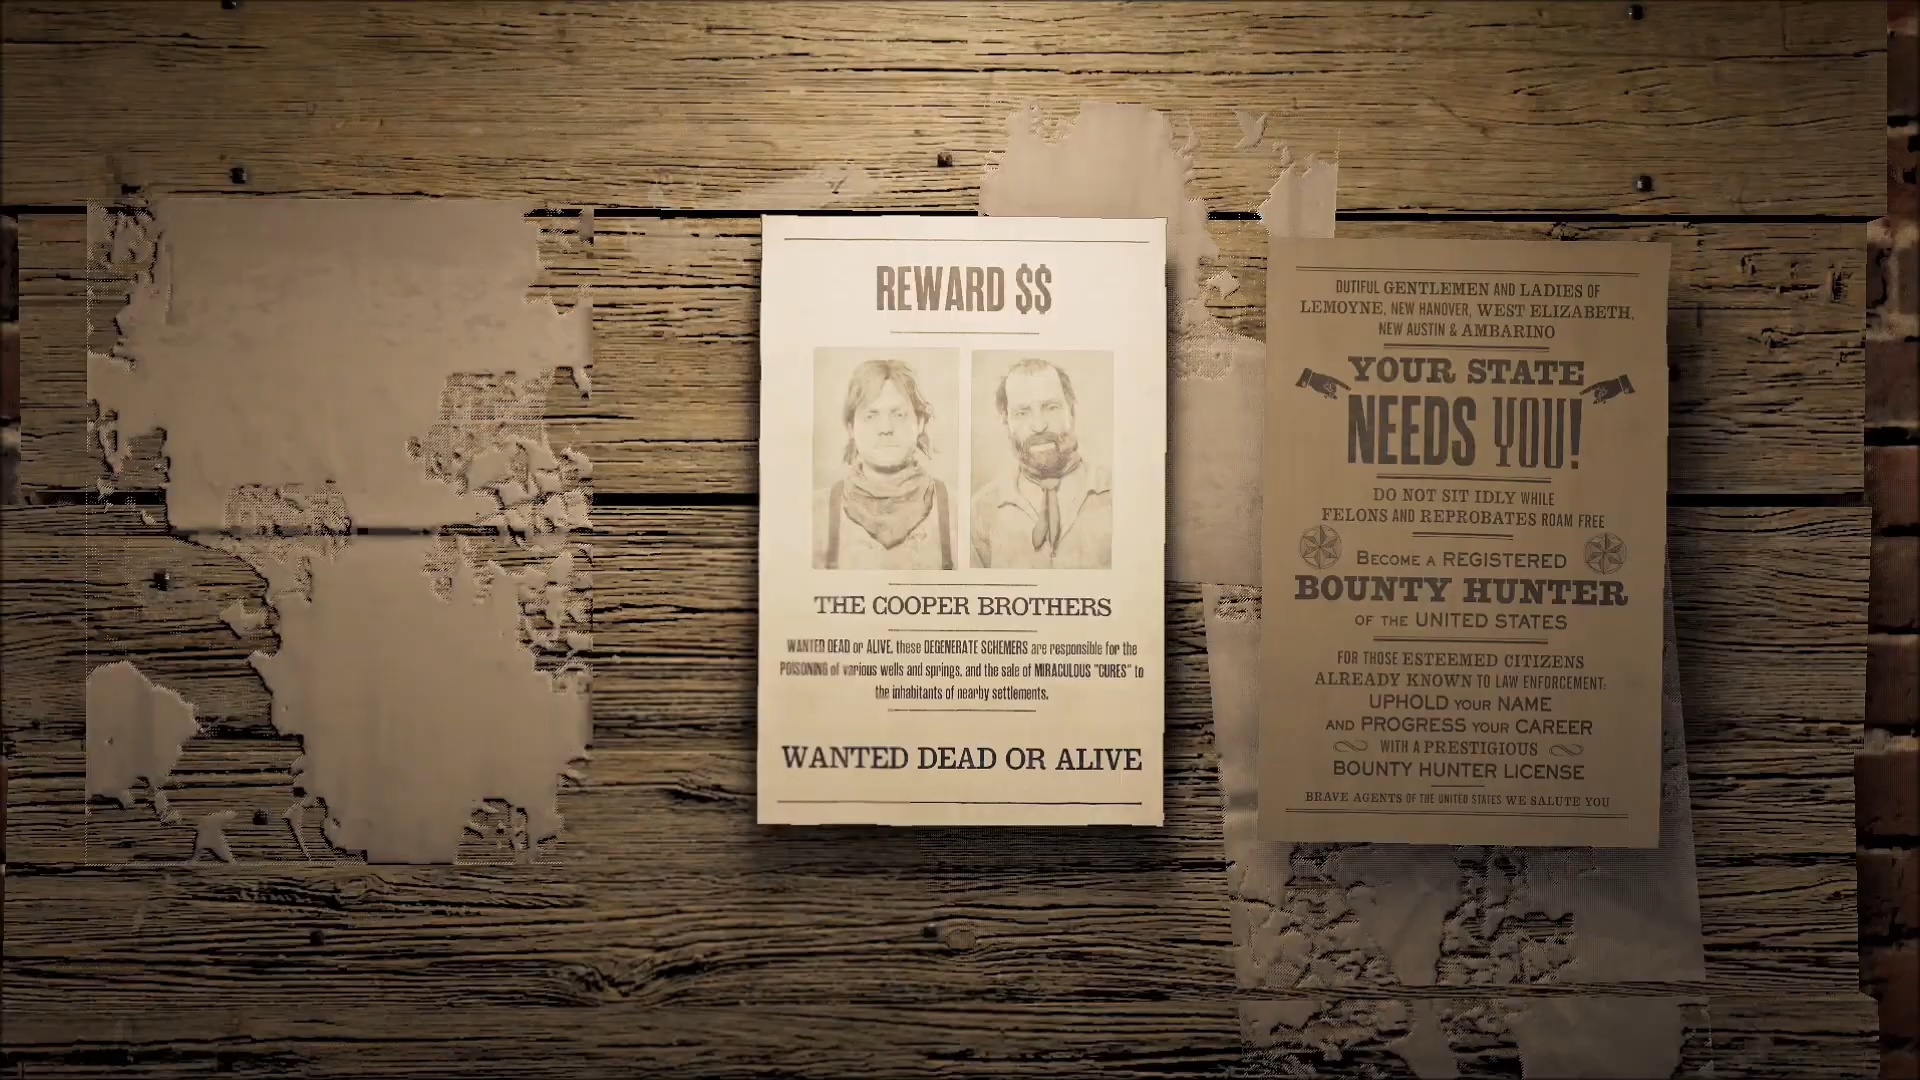 REWARD $$
THE COOPER BROTHERS
WANTED DEAD or ALIVE, these DEGENERATE SCHEMERS are responsible for the
POISONING of various wells and springs, and the sale of MIRACULOUS "CURES" to
the inhabitants of nearby settlements.
WANTED DEAD OR ALIVE
DUTIFUL GENTLEMEN AND LADIES OF
LEMOYNE, NEW HANOVER, WEST ELIZABETH,
NEW AUSTIN & AMBARINO
YOUR STATE
NEEDS YOU!
DO NOT SIT IDLY WHILE
FELONS AND REPROBATES ROAM FREE
BECOME A REGISTERED
BOUNTY HUNTER
OF THE UNITED STATES
FOR THOSE ESTEEMED CITIZENS
ALREADY KNOWN TO LAW ENFORCEMENT:
UPHOLD YOUR NAME
AND PROGRESS YOUR CAREER
WITH A PRESTIGIOUS
BOUNTY HUNTER LICENSE
BRAVE AGENTS OF THE UNITED STATES WE SALUTE YOU